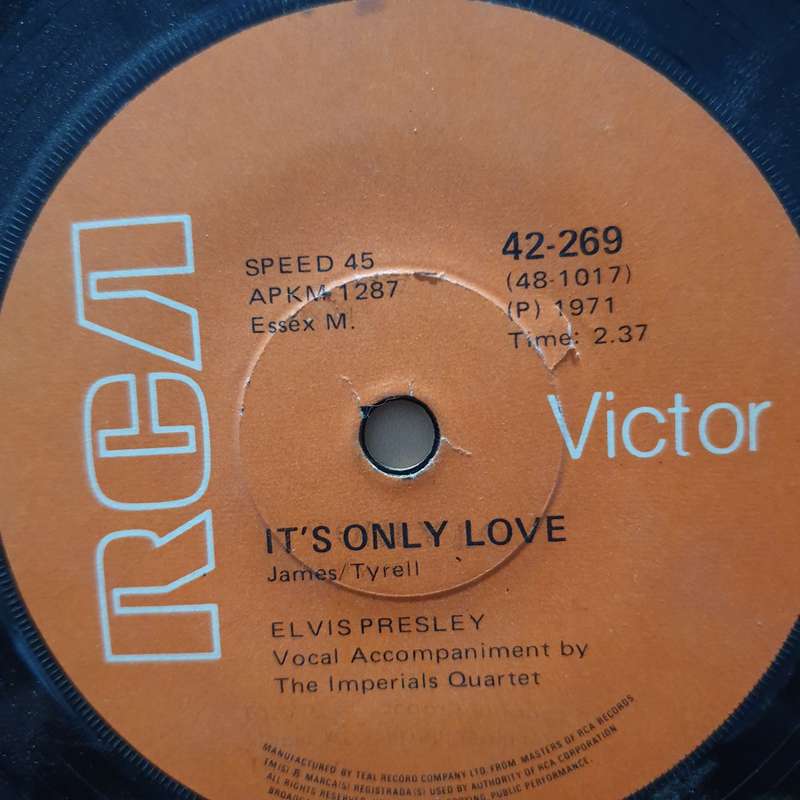 RCA
Victor
SPEED 45
APKM 1287
Essex M.
42-269
(48-1017)
(P) 1971
Time: 2.37
IT'S ONLY LOVE
James/Tyrell
ELVIS PRESLEY
Vocal Accompaniment by
The Imperials Quartet
MANUFACTURED BY TEAL RECORD COMPANY LTD. FROM MASTERS OF RCA RECORDS
TM(S) ® MARCA(S) REGISTRADA(S) USED BY AUTHORITY OF RCA CORPORATION
ALL RIGHTS RESERVED PUBLIC PERFORMANCE.